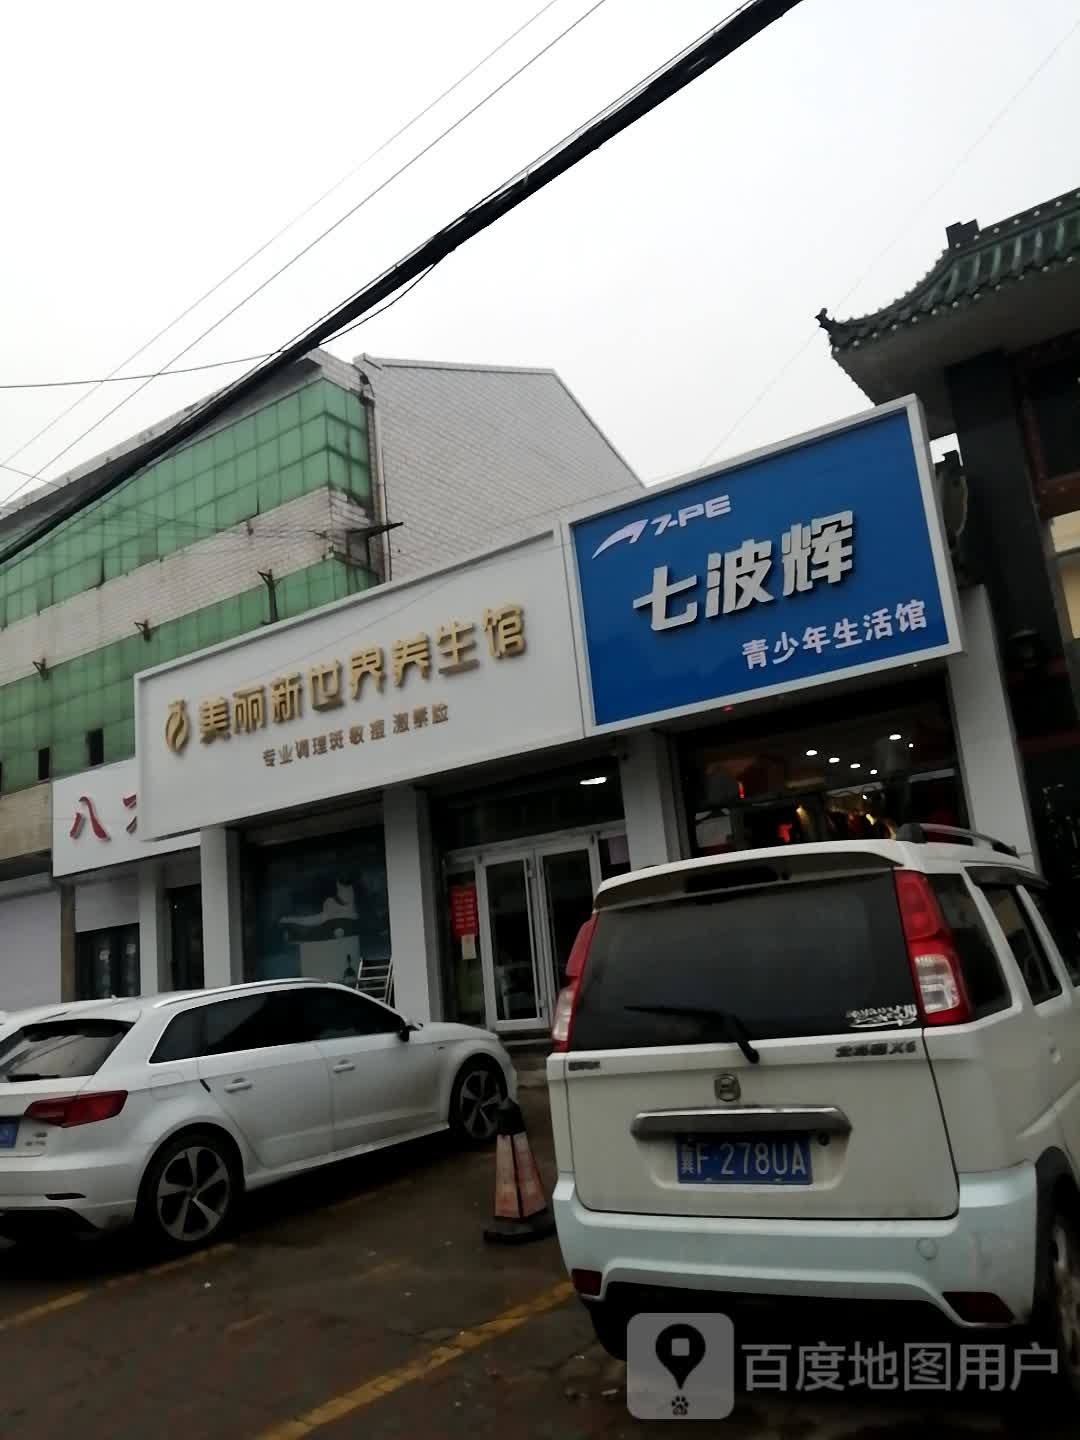 7-PE
七波辉
青少年生活馆
美丽新世界养生馆
专业调理斑敏痘激素脸
八
冀F·278UA
百度地图用户